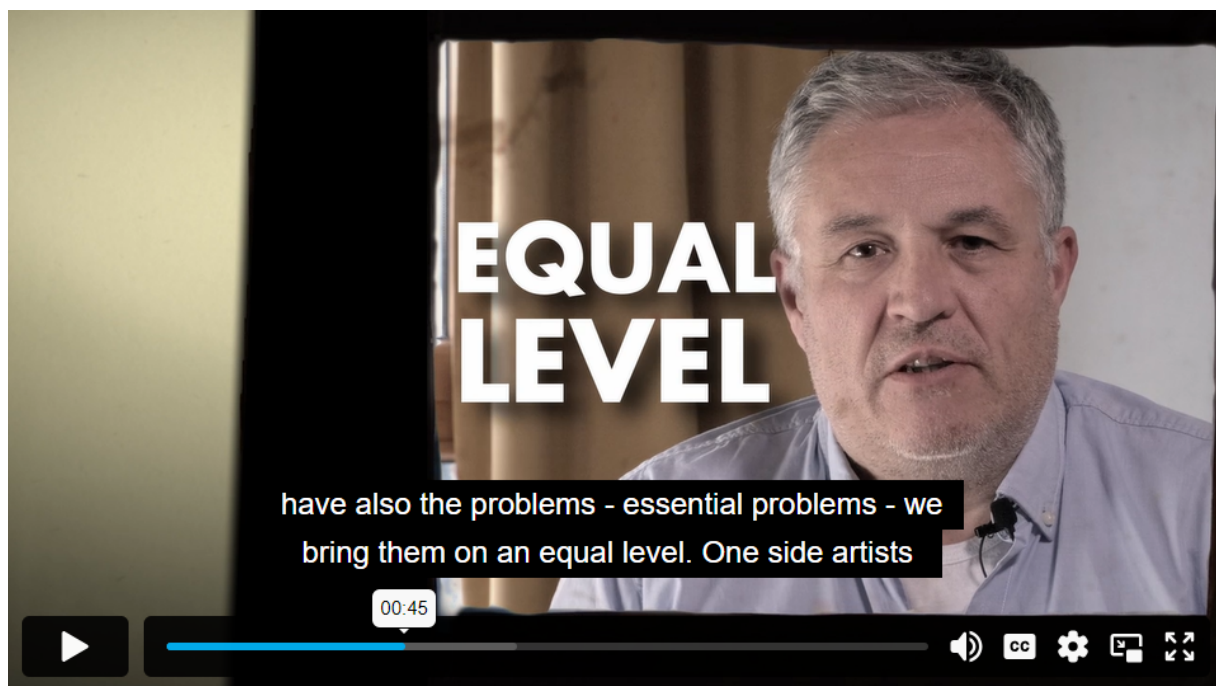 EQUAL
LEVEL
have also the problems - essential problems - we
bring them on an equal level. One side artists
00:45
CC